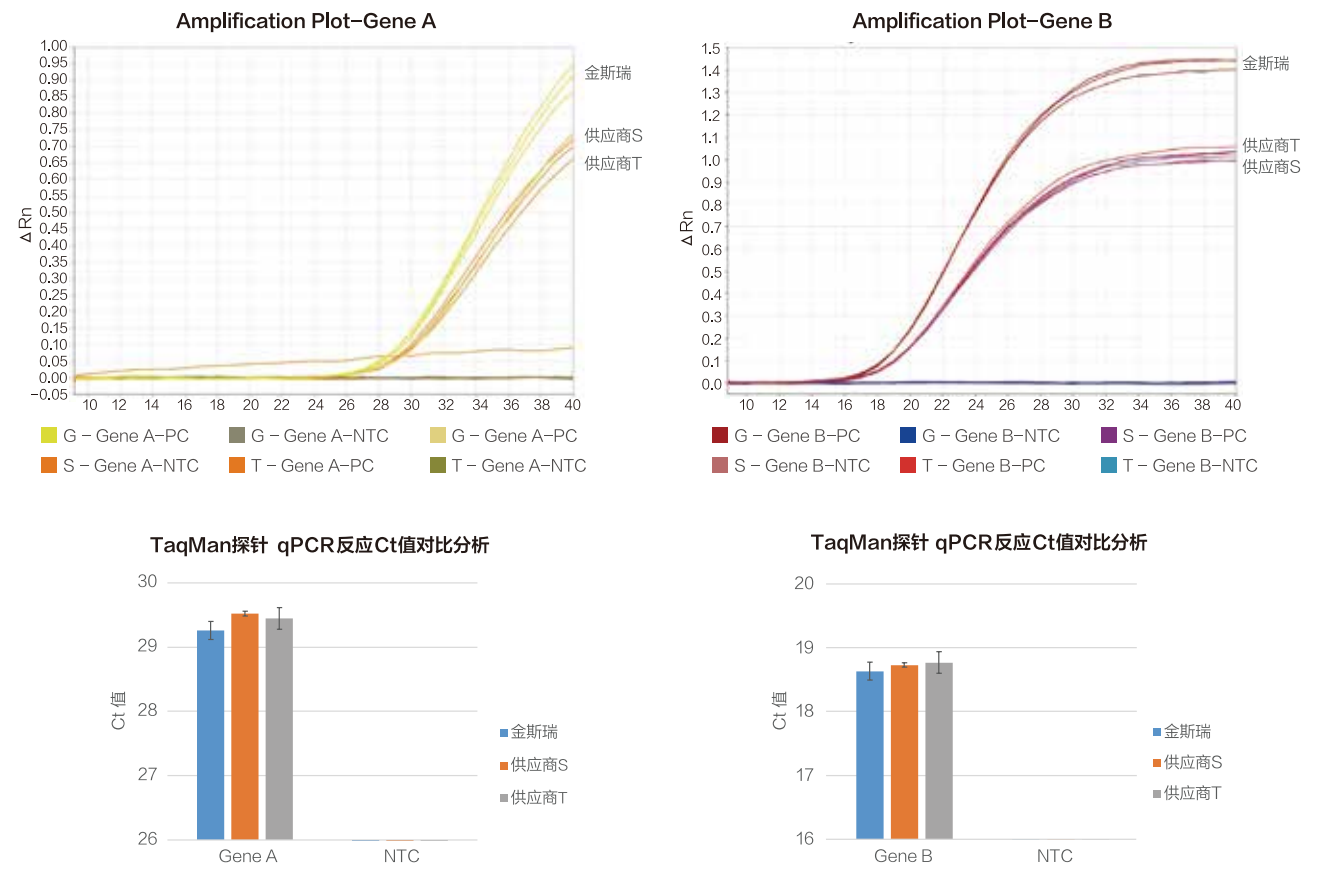 Amplification Plot–Gene A
1.00
0.95
0.90
0.85
0.80
0.75
0.70
0.65
0.60
0.55
0.50
0.45
0.40
0.35
0.30
0.25
0.20
0.15
0.10
0.05
0.00
−0.05
Δ Rn
金斯瑞
供应商S
供应商T
10 12 14 16 18 20 22 24 26 28 30 32 34 36 38 40
G – Gene A–PC G – Gene A–NTC G – Gene A–PC
S – Gene A–NTC T – Gene A–PC T – Gene A–NTC
Amplification Plot–Gene B
1.5
1.4
1.3
1.2
1.1
1.0
0.9
0.8
0.7
0.6
0.5
0.4
0.3
0.2
0.1
0.0
Δ Rn
金斯瑞
供应商T
供应商S
10 12 14 16 18 20 22 24 26 28 30 32 34 36 38 40
G – Gene B–PC G – Gene B–NTC S – Gene B–PC
S – Gene B–NTC T – Gene B–PC T – Gene B–NTC
TaqMan探针 qPCR反应Ct值对比分析
30
29
28
27
26
Ct 值
Gene A NTC
金斯瑞
供应商S
供应商T
TaqMan探针 qPCR反应Ct值对比分析
20
19
18
17
16
Ct 值
Gene B NTC
金斯瑞
供应商S
供应商T